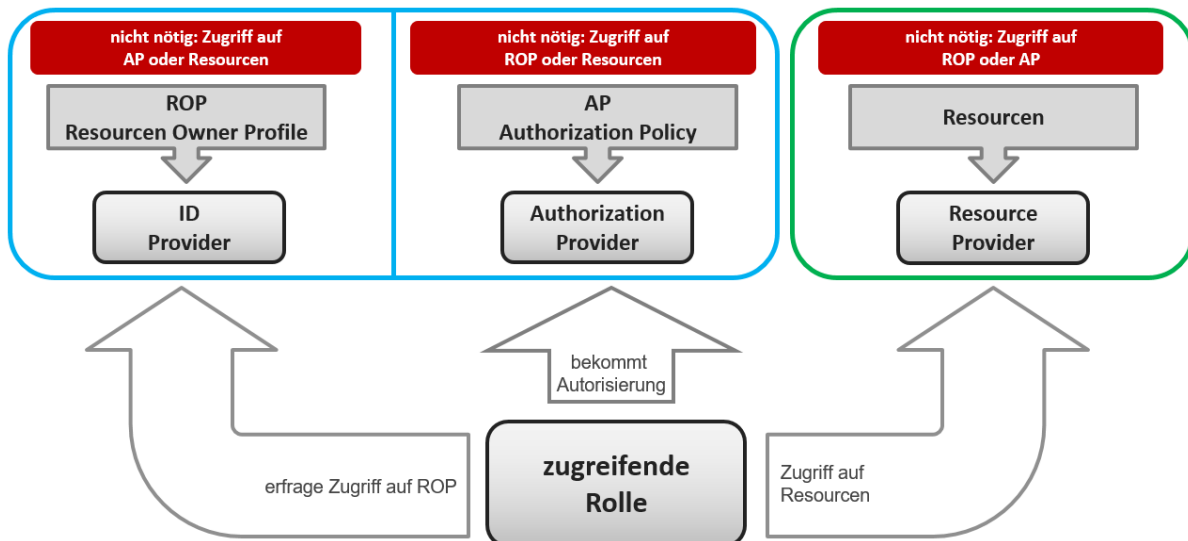 nicht nötig: Zugriff auf
AP oder Resourcen
ROP
Resourcen Owner Profile
ID
Provider
nicht nötig: Zugriff auf
ROP oder Resourcen
AP
Authorization Policy
Authorization
Provider
nicht nötig: Zugriff auf
ROP oder AP
Resourcen
Resource
Provider
erfrage Zugriff auf ROP
bekommt
Autorisierung
zugreifende
Rolle
Zugriff auf
Resourcen